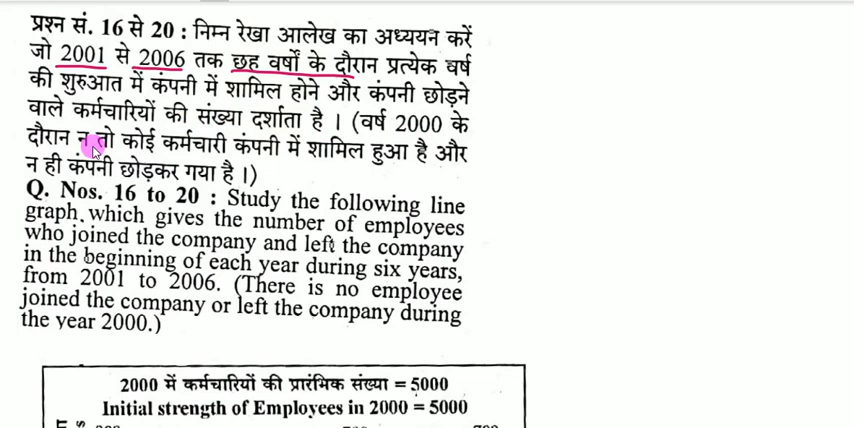 प्रश्न सं. 16 से 20 : निम्न रेखा आलेख का अध्ययन करें
जो 2001 से 2006 तक छह वर्षों के दौरान प्रत्येक वर्ष
की शुरुआत में कंपनी में शामिल होने और कंपनी छोड़ने
वाले कर्मचारियों की संख्या दर्शाता है । (वर्ष 2000 के
दौरान न तो कोई कर्मचारी कंपनी में शामिल हुआ है और
न ही कंपनी छोड़कर गया है ।)
Q. Nos. 16 to 20 : Study the following line
graph, which gives the number of employees
who joined the company and left the company
in the beginning of each year during six years,
from 2001 to 2006. (There is no employee
joined the company or left the company during
the year 2000.)
2000 में कर्मचारियों की प्रारंभिक संख्या = 5000
Initial strength of Employees in 2000 = 5000